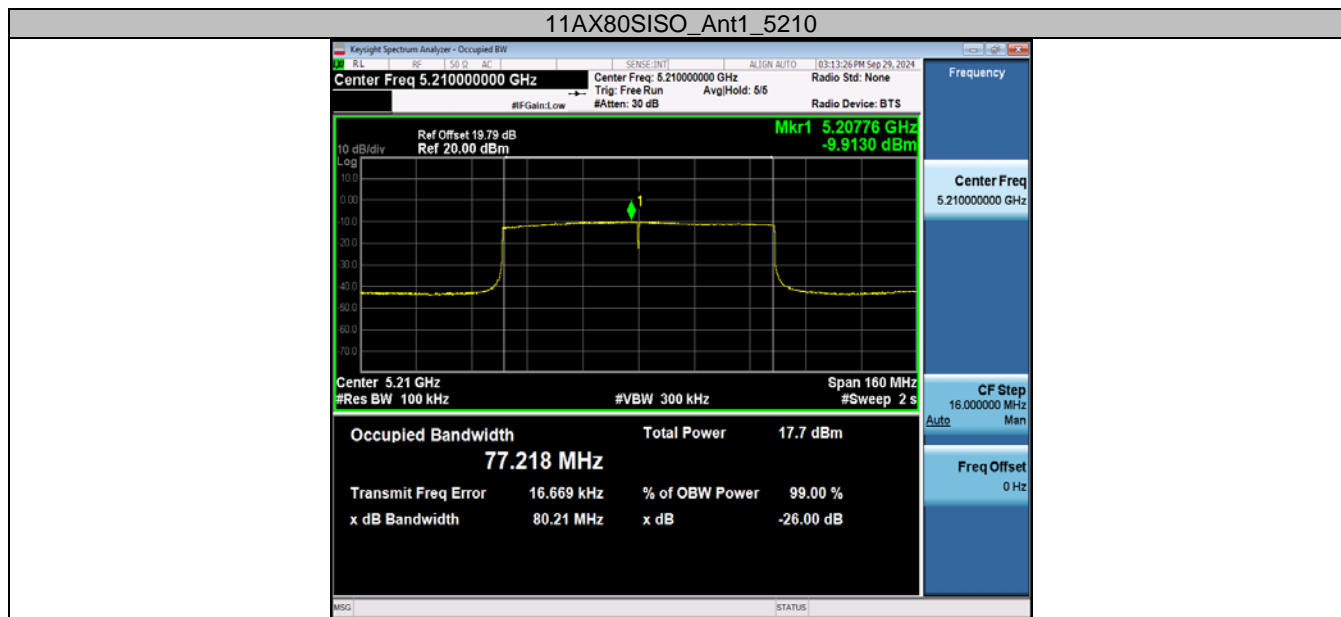 11AX80SISO_Ant1_5210
Keysight Spectrum Analyzer - Occupied BW
RL RF 50 Ω AC SENSE:INT ALIGN AUTO 03:13:26 PM Sep 29, 2024
Center Freq 5.210000000 GHz
Center Freq: 5.210000000 GHz
Radio Std: None
Trig: Free Run Avg|Hold: 5/5
#IFGain:Low
#Atten: 30 dB
Radio Device: BTS
Frequency
Mkr1 5.20776 GHz
-9.9130 dBm
Ref Offset 19.79 dB
10 dB/div Ref 20.00 dBm
Log
10.0
0.00
-10.0
-20.0
-30.0
-40.0
-50.0
-60.0
-70.0
1
Center 5.21 GHz
Span 160 MHz
#Res BW 100 kHz
#VBW 300 kHz
#Sweep 2 s
Center Freq
5.210000000 GHz
CF Step
16.000000 MHz
Auto Man
Freq Offset
0 Hz
Occupied Bandwidth
77.218 MHz
Total Power 17.7 dBm
Transmit Freq Error 16.669 kHz % of OBW Power 99.00 %
x dB Bandwidth 80.21 MHz x dB -26.00 dB
MSG STATUS